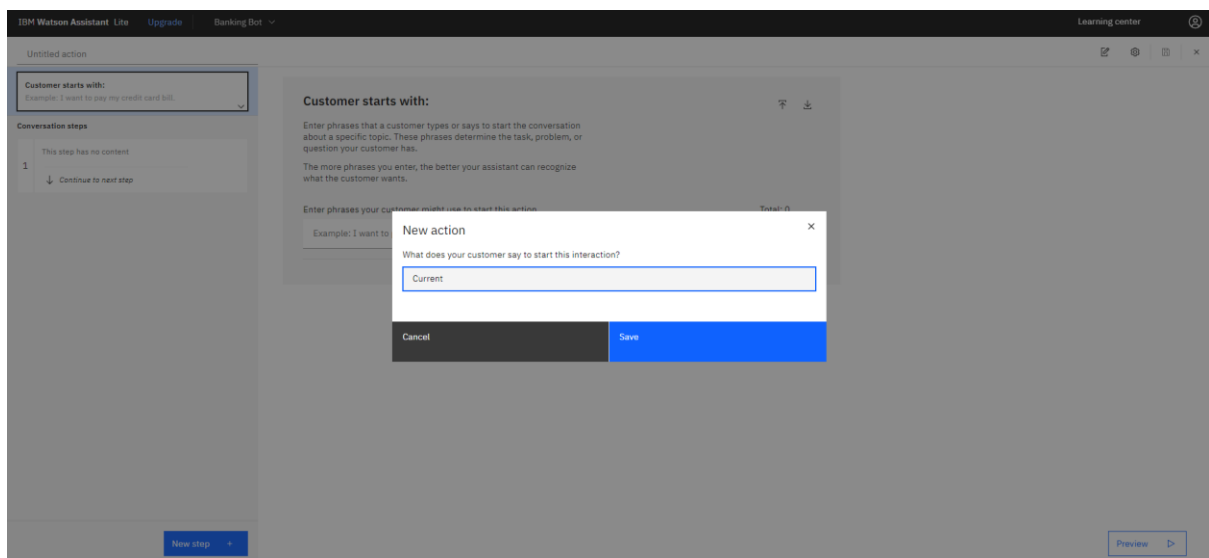 IBM Watson Assistant Lite Upgrade Banking Bot Learning center
Untitled action
Customer starts with:
Example: I want to pay my credit card bill.
Conversation steps
1
This step has no content
Continue to next step
New step +
Customer starts with:
Enter phrases that a customer types or says to start the conversation
about a specific topic. These phrases determine the task, problem, or
question your customer has.
The more phrases you enter, the better your assistant can recognize
what the customer wants.
Enter phrases your customer might use to start this action Total: 0
Example: I want to
New action
What does your customer say to start this interaction?
Current
Cancel Save
Preview